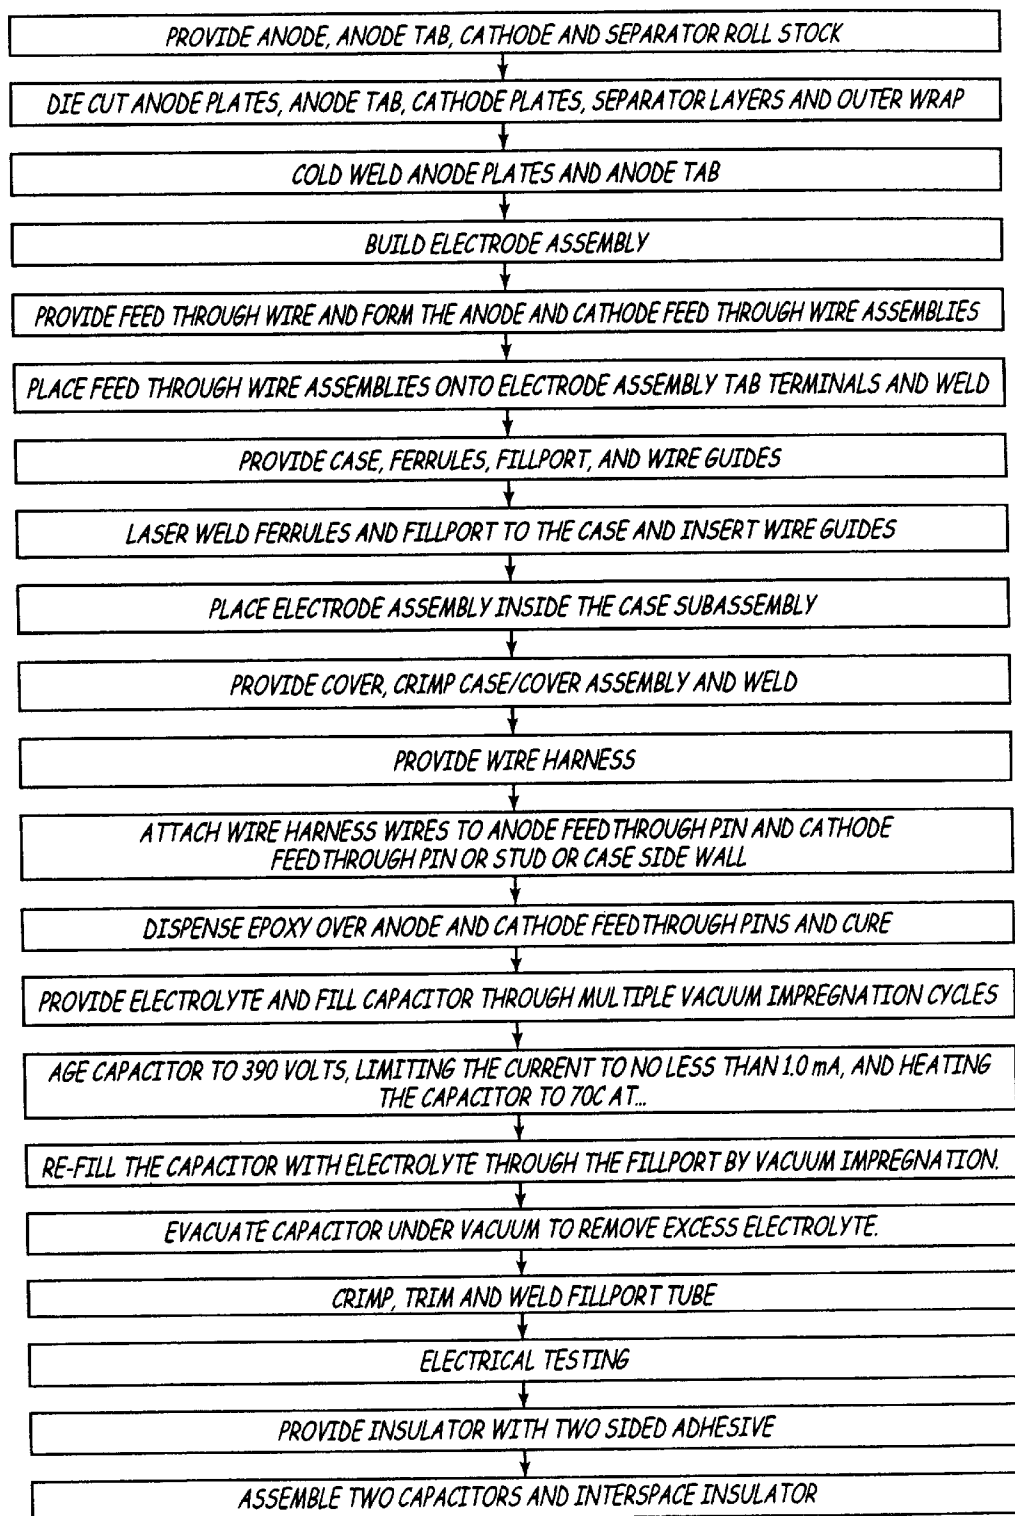 PROVIDE ANODE, ANODE TAB, CATHODE AND SEPARATOR ROLL STOCK
DIE CUT ANODE PLATES, ANODE TAB, CATHODE PLATES, SEPARATOR LAYERS AND OUTER WRAP
COLD WELD ANODE PLATES AND ANODE TAB
BUILD ELECTRODE ASSEMBLY
PROVIDE FEED THROUGH WIRE AND FORM THE ANODE AND CATHODE FEED THROUGH WIRE ASSEMBLIES
PLACE FEED THROUGH WIRE ASSEMBLIES ONTO ELECTRODE ASSEMBLY TAB TERMINALS AND WELD
PROVIDE CASE, FERRULES, FILLPORT, AND WIRE GUIDES
LASER WELD FERRULES AND FILLPORT TO THE CASE AND INSERT WIRE GUIDES
PLACE ELECTRODE ASSEMBLY INSIDE THE CASE SUBASSEMBLY
PROVIDE COVER, CRIMP CASE/COVER ASSEMBLY AND WELD
PROVIDE WIRE HARNESS
ATTACH WIRE HARNESS WIRES TO ANODE FEEDTHROUGH PIN AND CATHODE
FEEDTHROUGH PIN OR STUD OR CASE SIDE WALL
DISPENSE EPOXY OVER ANODE AND CATHODE FEEDTHROUGH PINS AND CURE
PROVIDE ELECTROLYTE AND FILL CAPACITOR THROUGH MULTIPLE VACUUM IMPREGNATION CYCLES
AGE CAPACITOR TO 390 VOLTS, LIMITING THE CURRENT TO NO LESS THAN 1.0 mA, AND HEATING
THE CAPACITOR TO 70C AT...
RE-FILL THE CAPACITOR WITH ELECTROLYTE THROUGH THE FILLPORT BY VACUUM IMPREGNATION.
EVACUATE CAPACITOR UNDER VACUUM TO REMOVE EXCESS ELECTROLYTE.
CRIMP, TRIM AND WELD FILLPORT TUBE
ELECTRICAL TESTING
PROVIDE INSULATOR WITH TWO SIDED ADHESIVE
ASSEMBLE TWO CAPACITORS AND INTERSPACE INSULATOR